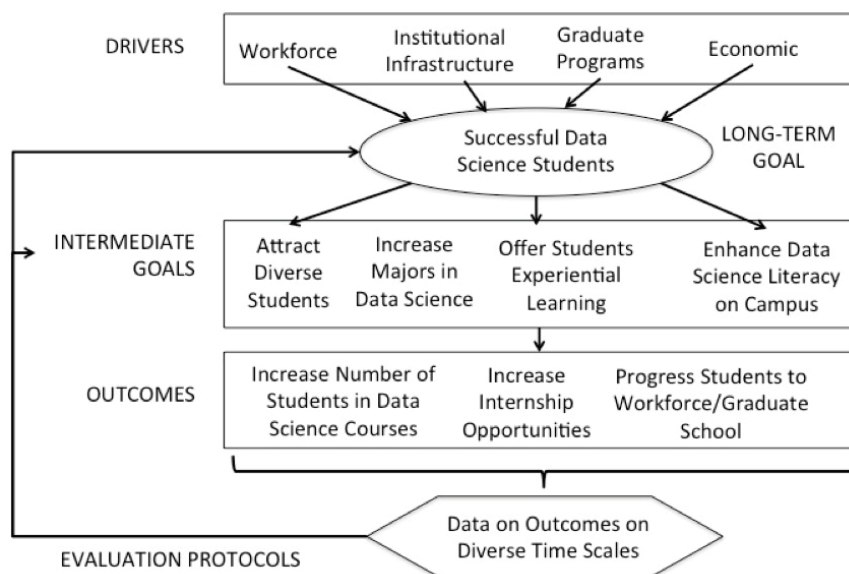 DRIVERS
Workforce
Institutional
Infrastructure
Graduate
Programs
Economic
Successful Data
Science Students
LONG-TERM
GOAL
INTERMEDIATE
GOALS
Attract
Diverse
Students
Increase
Majors in
Data Science
Offer Students
Experiential
Learning
Enhance Data
Science Literacy
on Campus
OUTCOMES
Increase Number of
Students in Data
Science Courses
Increase
Internship
Opportunities
Progress Students to
Workforce/Graduate
School
Data on Outcomes on
Diverse Time Scales
EVALUATION PROTOCOLS